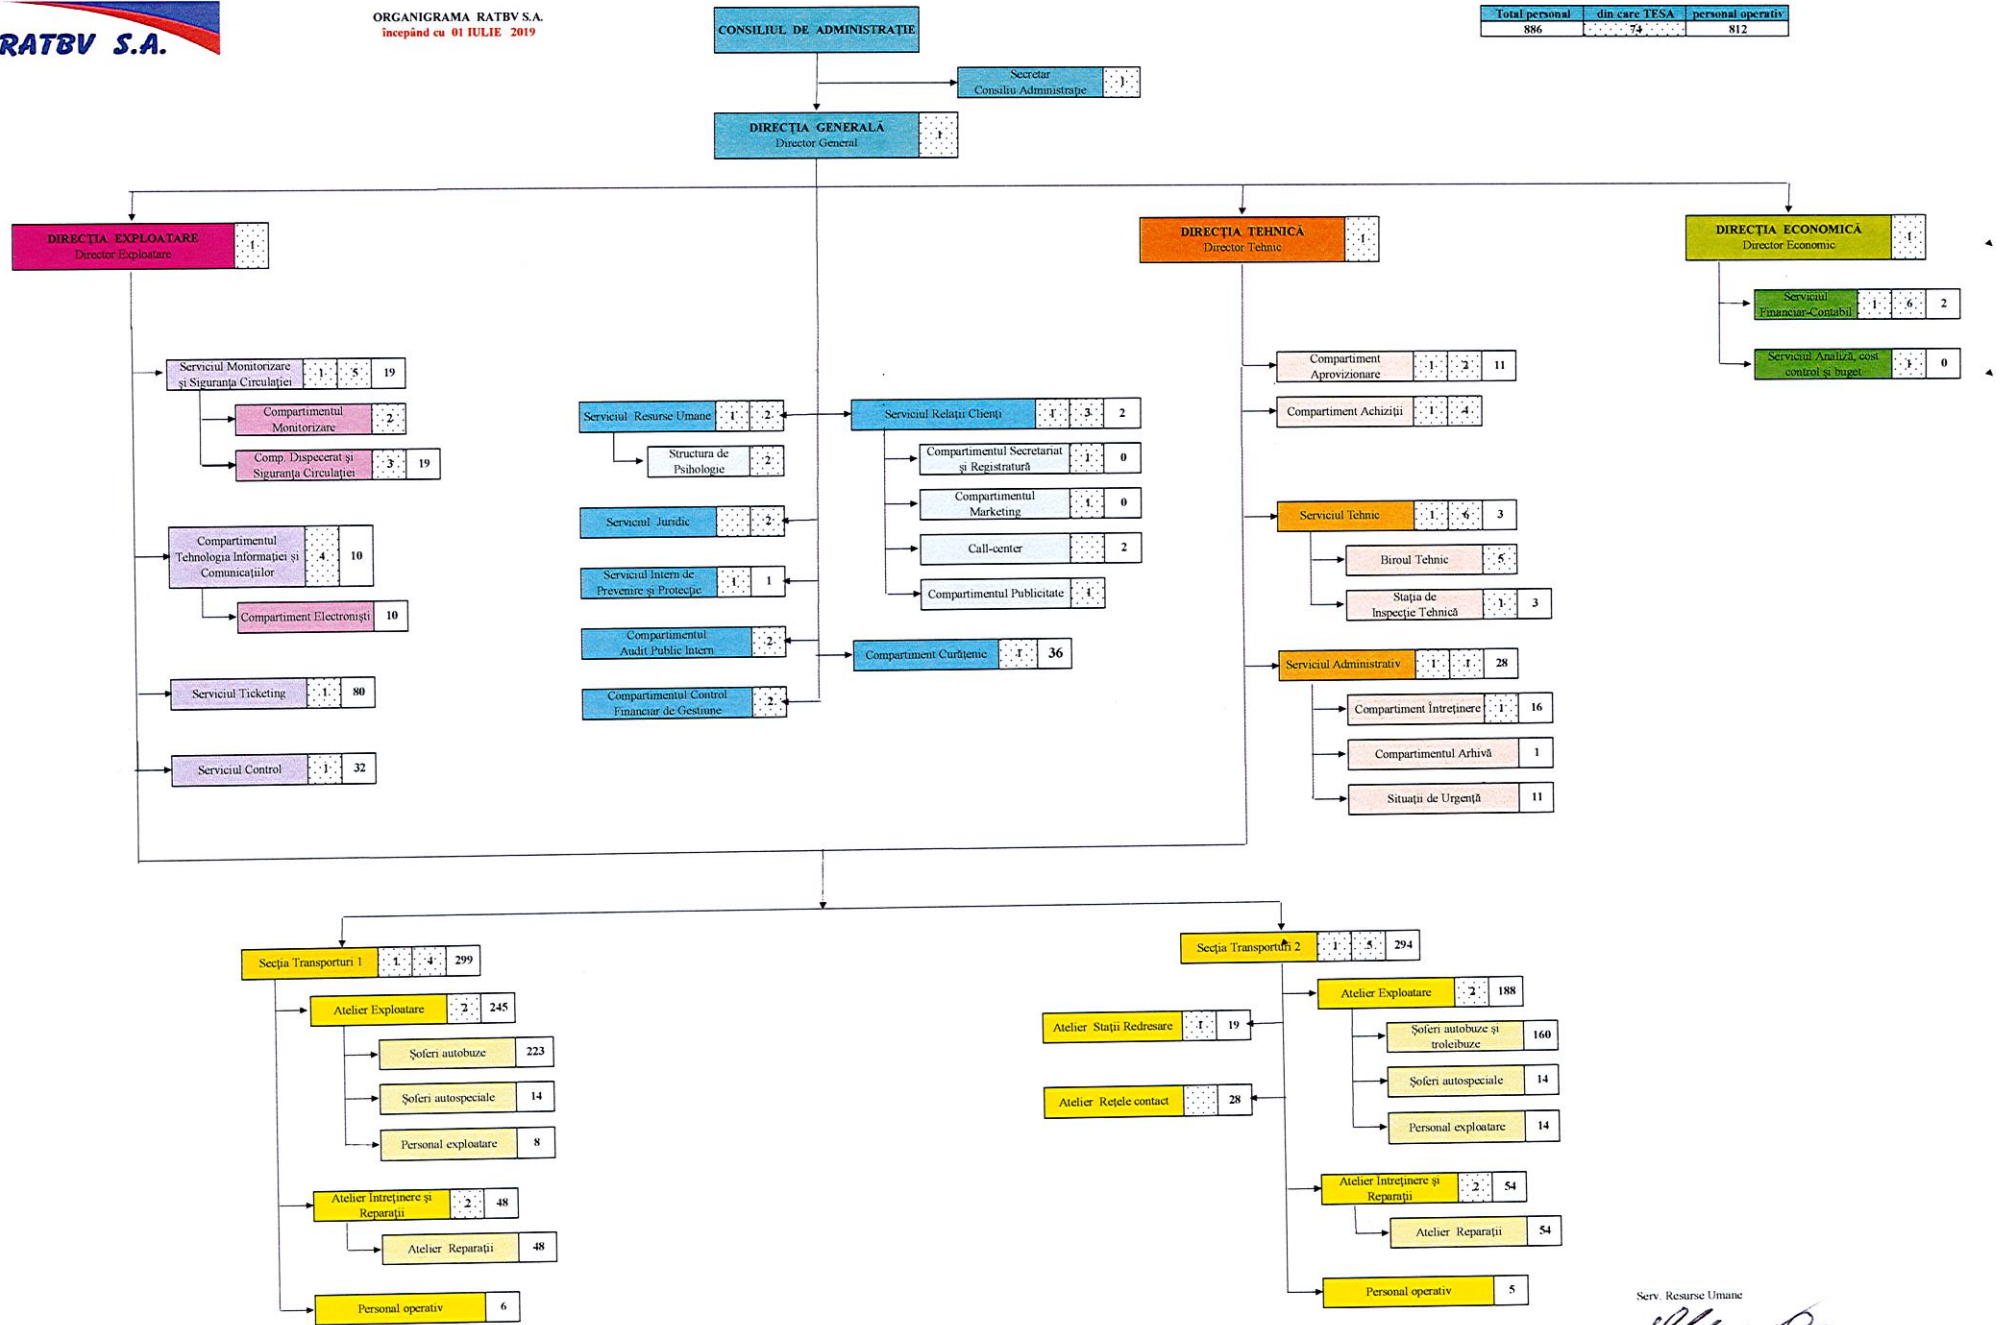 RATBV S.A.
ORGANIGRAMA RATBV S.A.
începând cu 01 IULIE 2019
Total personal din care TESA personal operativ
886 74 812
CONSILIUL DE ADMINISTRAȚIE
Secretar
Consiliu Administrație 1
DIRECȚIA GENERALĂ
Director General 1
DIRECȚIA EXPLOATARE
Director Exploatare 1
Serviciul Monitorizare
și Siguranța Circulației 1 5 19
Compartimentul
Monitorizare 2
Comp. Dispecerat și
Siguranța Circulației 3 19
Compartimentul
Tehnologia Informației și
Comunicațiilor 4 10
Compartiment Electroniști 10
Serviciul Ticketing 1 80
Serviciul Control 1 32
Serviciul Resurse Umane 1 2
Structura de
Psihologie 2
Serviciul Juridic 2
Serviciul Intern de
Prevenire și Protecție 1 1
Compartimentul
Audit Public Intern 2
Compartimentul Control
Financiar de Gestiune 2
Serviciul Relații Clienți 1 3 2
Compartimentul Secretariat
și Registratură 1 0
Compartimentul
Marketing 1 0
Call-center 2
Compartimentul Publicitate 1
Compartiment Curățenie 1 36
DIRECȚIA TEHNICĂ
Director Tehnic 1
Compartiment
Aprovizionare 1 2 11
Compartiment Achiziții 1 4
Serviciul Tehnic 1 6 3
Biroul Tehnic 5
Stația de
Inspecție Tehnică 1 3
Serviciul Administrativ 1 1 28
Compartiment Întreținere 1 16
Compartimentul Arhivă 1
Situații de Urgență 11
DIRECȚIA ECONOMICĂ
Director Economic 1
Serviciul
Financiar-Contabil 1 6 2
Serviciul Analiză, cost
control și buget 1 0
Secția Transporturi 1 1 4 299
Atelier Exploatare 2 245
Șoferi autobuze 223
Șoferi autospeciale 14
Personal exploatare 8
Atelier Întreținere și
Reparații 2 48
Atelier Reparații 48
Personal operativ 6
Secția Transporturi 2 1 5 294
Atelier Stații Redresare 1 19
Atelier Rețele contact 28
Atelier Exploatare 2 188
Șoferi autobuze și
troleibuze 160
Șoferi autospeciale 14
Personal exploatare 14
Atelier Întreținere și
Reparații 2 54
Atelier Reparații 54
Personal operativ 5
Serv. Resurse Umane